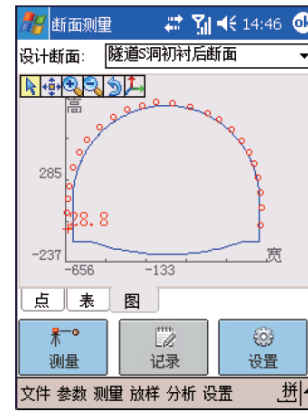 断面测量 14:46 ok
设计断面: 隧道S洞初衬后断面
高
285
28.8
-237
宽
-656 -133
点 表 图
测量 记录 设置
文件 参数 测量 放样 分析 设置 拼